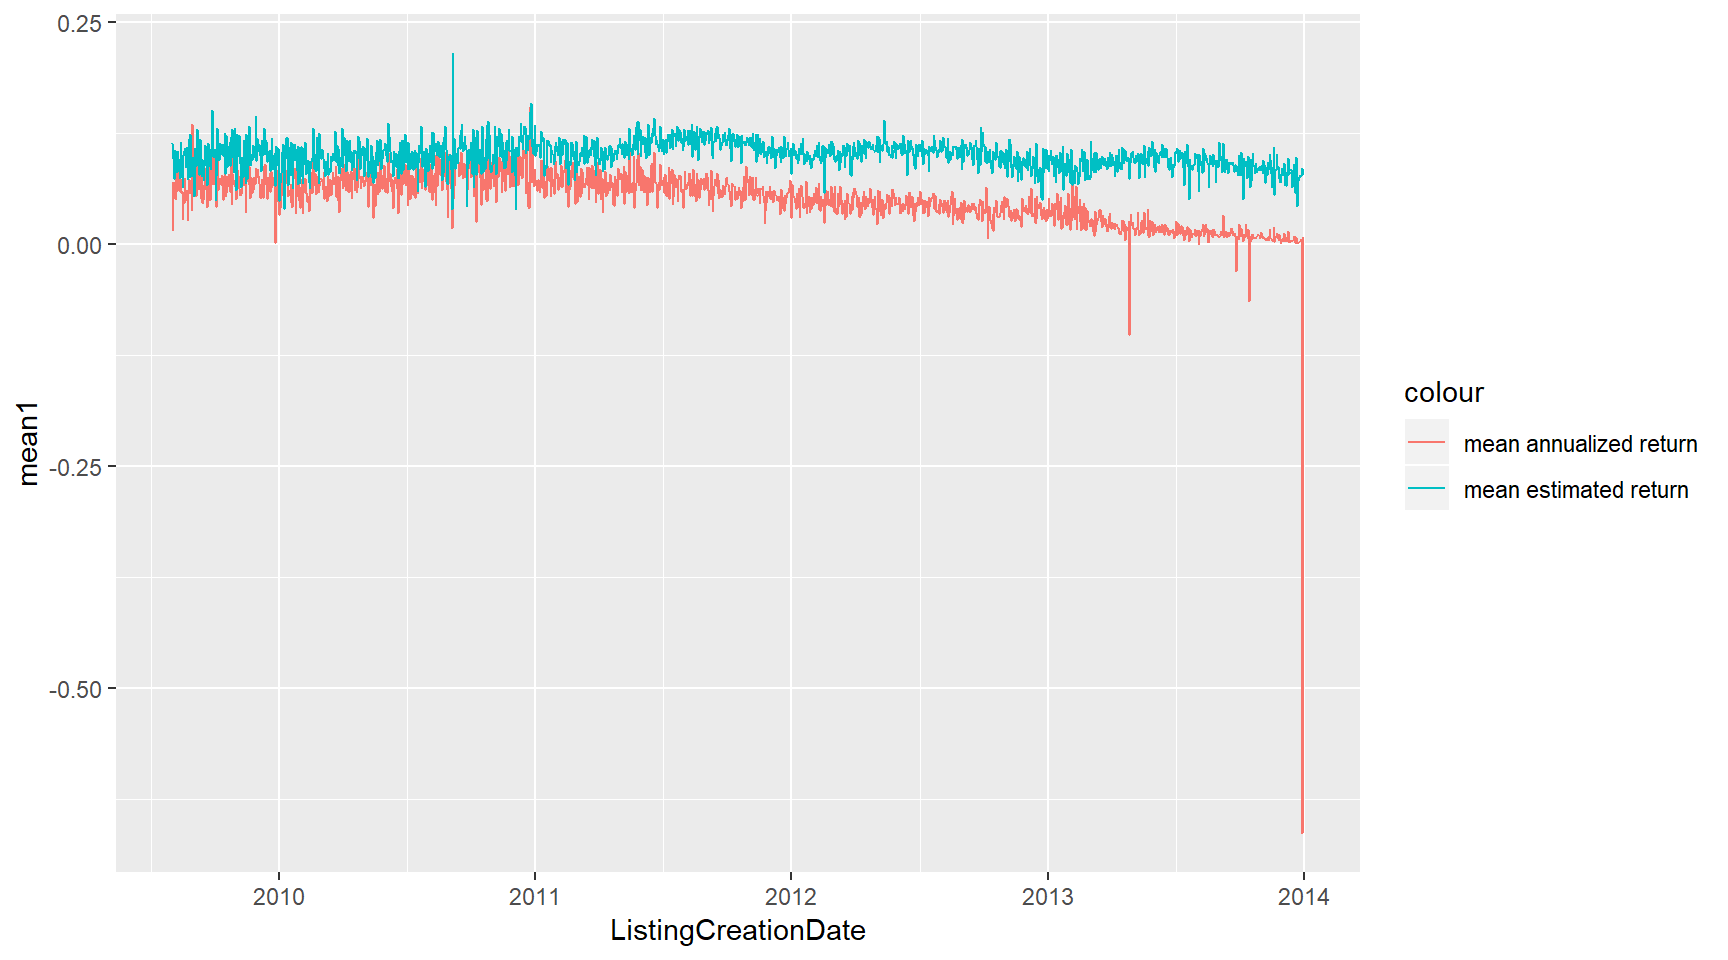 0.25
0.00
-0.25
-0.50
mean1
2010
2011
2012
2013
2014
ListingCreationDate
colour
mean annualized return
mean estimated return